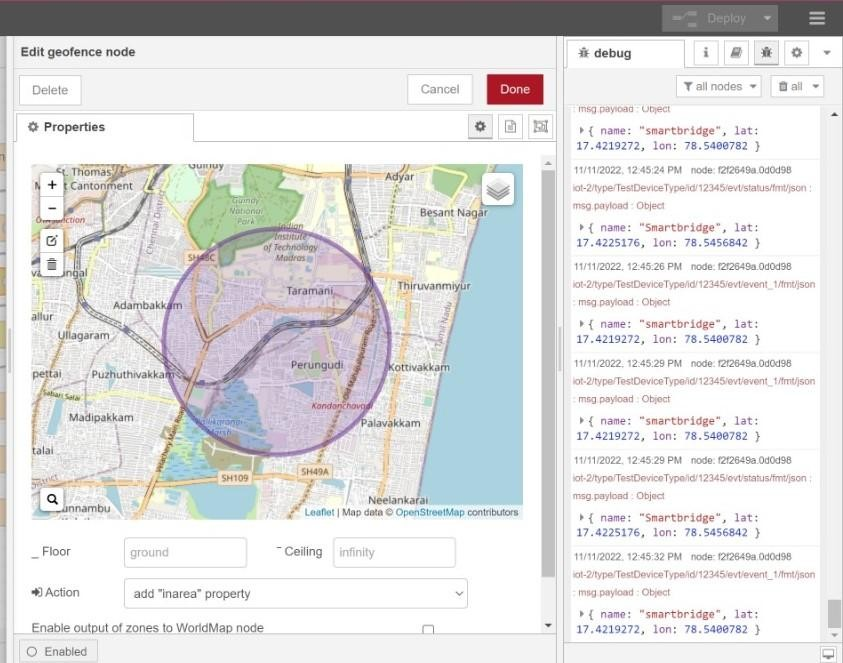 Deploy
Edit geofence node
Delete
Cancel
Done
Properties
+
−
St. Thomas
Mount Cantonment
Guindy
Guindy
National
Park
Adyar
Besant Nagar
Indian
Institute
of Technology
Madras
SH48C
Taramani
Thiruvanmiyur
Adambakkam
Ullagaram
Perungudi
Kottivakkam
Puzhuthivakkam
Kandanchavadi
Madipakkam
Palavakkam
Pallikaranai
Marsh
SH109
SH49A
Neelankarai
Leaflet | Map data © OpenStreetMap contributors
Floor
ground
Ceiling
infinity
Action
add "inarea" property
Enable output of zones to WorldMap node
Enabled
debug
i
all nodes
all
msg.payload : Object
{ name: "smartbridge", lat:
17.4219272, lon: 78.5400782 }
11/11/2022, 12:45:24 PM node: f2f2649a.0d0d98
iot-2/type/TestDeviceType/id/12345/evt/status/fmt/json :
msg.payload : Object
{ name: "Smartbridge", lat:
17.4225176, lon: 78.5456842 }
11/11/2022, 12:45:26 PM node: f2f2649a.0d0d98
iot-2/type/TestDeviceType/id/12345/evt/event_1/fmt/json
: msg.payload : Object
{ name: "smartbridge", lat:
17.4219272, lon: 78.5400782 }
11/11/2022, 12:45:29 PM node: f2f2649a.0d0d98
iot-2/type/TestDeviceType/id/12345/evt/event_1/fmt/json
: msg.payload : Object
{ name: "smartbridge", lat:
17.4219272, lon: 78.5400782 }
11/11/2022, 12:45:29 PM node: f2f2649a.0d0d98
iot-2/type/TestDeviceType/id/12345/evt/status/fmt/json :
msg.payload : Object
{ name: "Smartbridge", lat:
17.4225176, lon: 78.5456842 }
11/11/2022, 12:45:32 PM node: f2f2649a.0d0d98
iot-2/type/TestDeviceType/id/12345/evt/event_1/fmt/json
: msg.payload : Object
{ name: "smartbridge", lat:
17.4219272, lon: 78.5400782 }